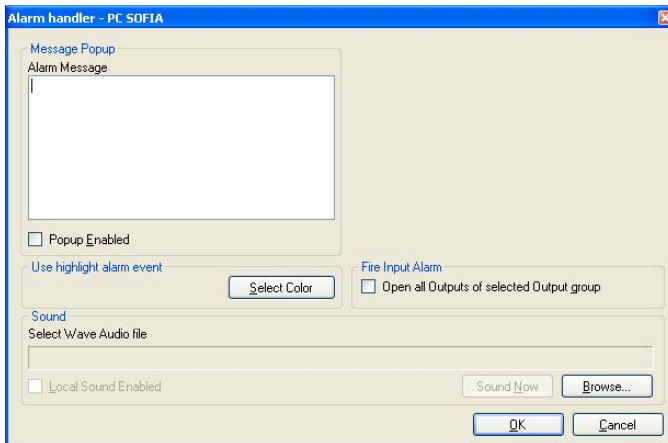 Alarm handler - PC SOFIA
Message Popup
Alarm Message
Popup Enabled
Use highlight alarm event
Select Color
Fire Input Alarm
Open all Outputs of selected Output group
Sound
Select Wave Audio file
Local Sound Enabled
Sound Now
Browse...
OK
Cancel